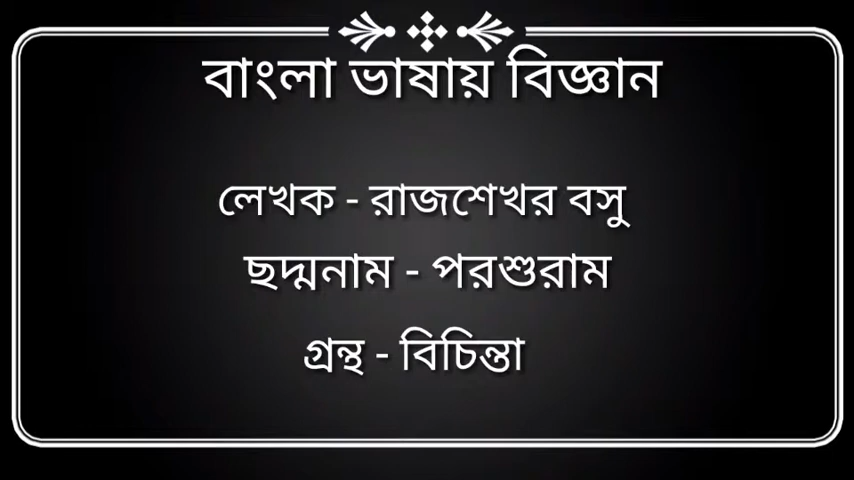 বাংলা ভাষায় বিজ্ঞান
লেখক - রাজশেখর বসু
ছদ্মনাম - পরশুরাম
গ্রন্থ - বিচিন্তা